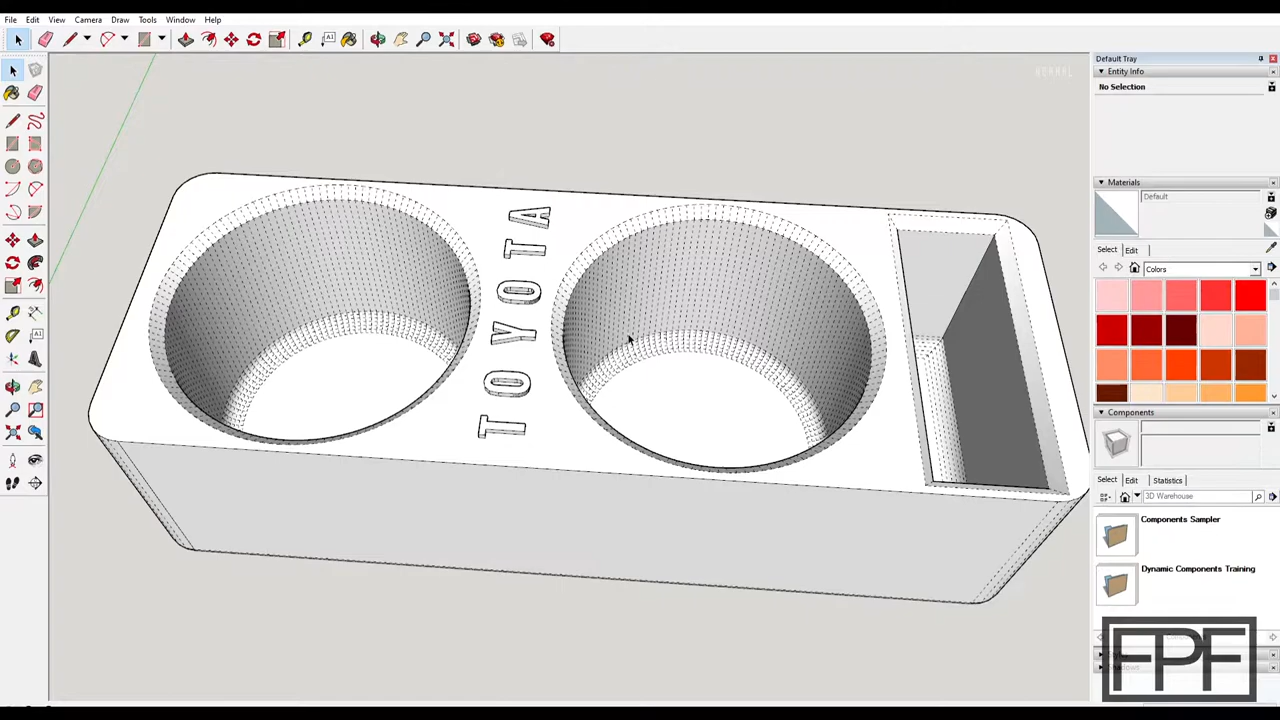 File Edit View Camera Draw Tools Window Help
Default Tray
Entity Info
No Selection
Materials
Default
Select Edit
Colors
Components
Select Edit Statistics
3D Warehouse
Components Sampler
Dynamic Components Training
TOYOTA
FPF